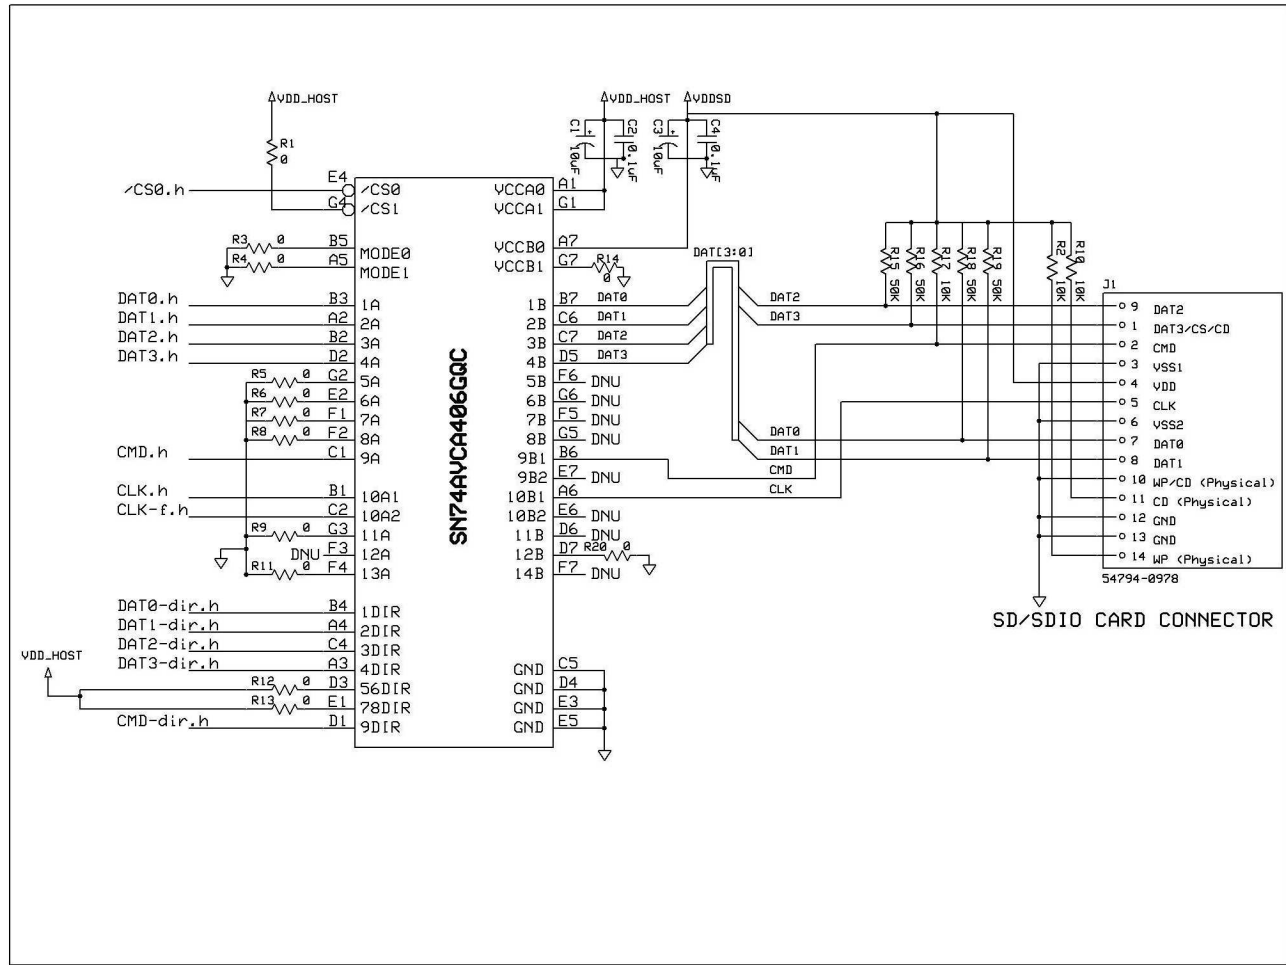 VDD_HOST
VDD_HOST
VDDSD
R1
0
C1 10uF
C2 0.1uF
C3 10uF
C4 0.1uF
/CS0.h
E4 /CS0
G4 /CS1
VCCA0 A1
VCCA1 G1
R3 0 B5 MODE0
R4 0 A5 MODE1
VCCB0 A7
VCCB1 G7 R14 0
DAT[3:0]
R15 50K
R16 50K
R17 10K
R18 50K
R19 50K
R2 10K
R10 10K
DAT0.h B3 1A
DAT1.h A2 2A
DAT2.h B2 3A
DAT3.h D2 4A
R5 0 G2 5A
R6 0 E2 6A
R7 0 F1 7A
R8 0 F2 8A
CMD.h C1 9A
CLK.h B1 10A1
CLK-f.h C2 10A2
R9 0 G3 11A
DNU F3 12A
R11 0 F4 13A
DAT0-dir.h B4 1DIR
DAT1-dir.h A4 2DIR
DAT2-dir.h C4 3DIR
DAT3-dir.h A3 4DIR
VDD_HOST
R12 0 D3 56DIR
R13 0 E1 78DIR
CMD-dir.h D1 9DIR
SN74AVCA406GQC
1B B7 DAT0
2B C6 DAT1
3B C7 DAT2
4B D5 DAT3
5B F6 DNU
6B G6 DNU
7B F5 DNU
8B G5 DNU
9B1 B6 CMD
9B2 E7 DNU
10B1 A6 CLK
10B2 E6 DNU
11B D6 DNU
12B D7 R20 0
14B F7 DNU
GND C5
GND D4
GND E3
GND E5
DAT2
DAT3
DAT0
DAT1
J1
9 DAT2
1 DAT3/CS/CD
2 CMD
3 VSS1
4 VDD
5 CLK
6 VSS2
7 DAT0
8 DAT1
10 WP/CD (Physical)
11 CD (Physical)
12 GND
13 GND
14 WP (Physical)
54794-0978
SD/SDIO CARD CONNECTOR